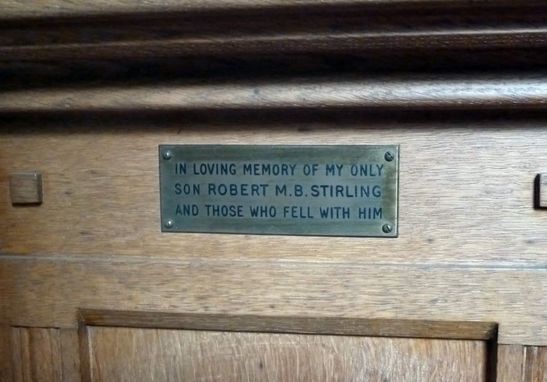 IN LOVING MEMORY OF MY ONLY
SON ROBERT M.B. STIRLING
AND THOSE WHO FELL WITH HIM